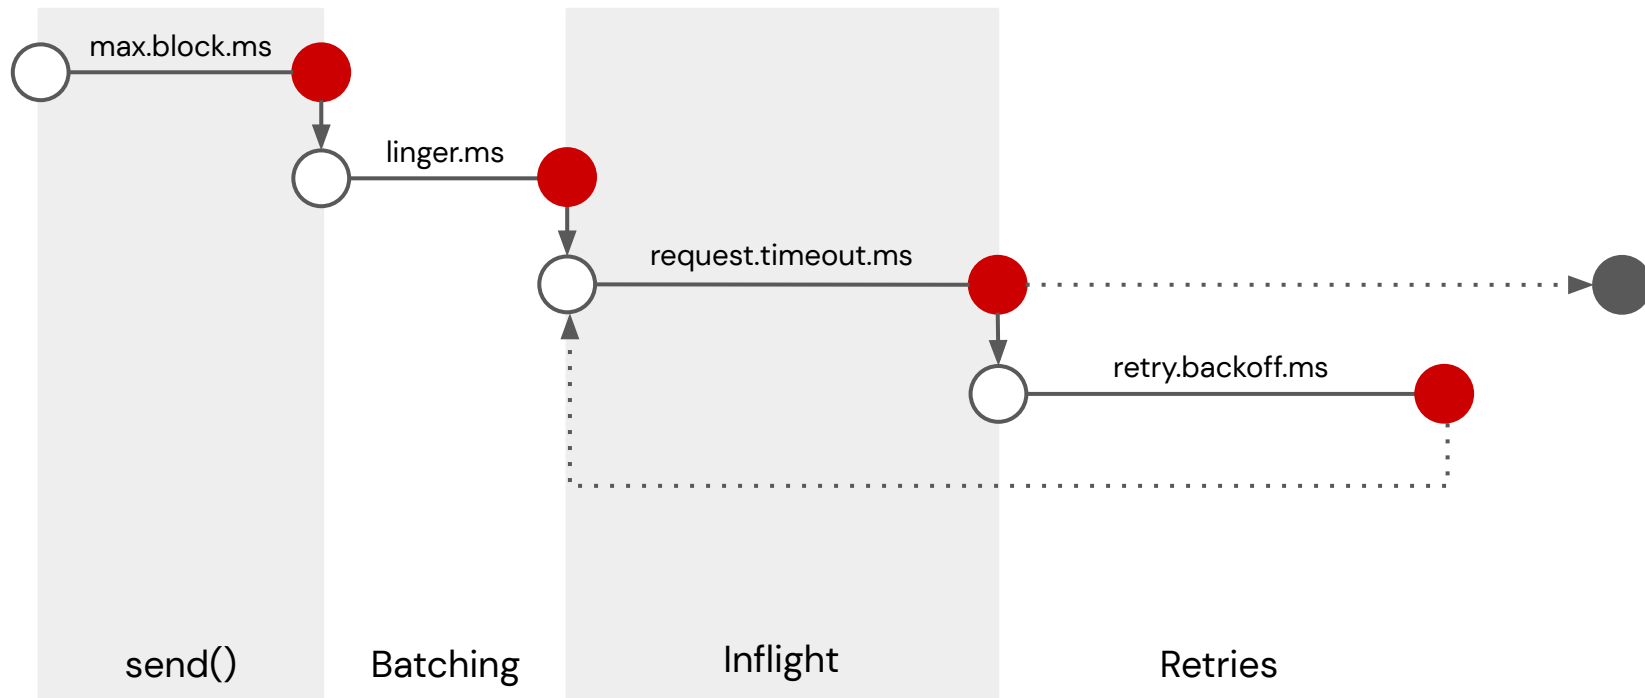 max.block.ms
linger.ms
request.timeout.ms
retry.backoff.ms
send()
Batching
Inflight
Retries